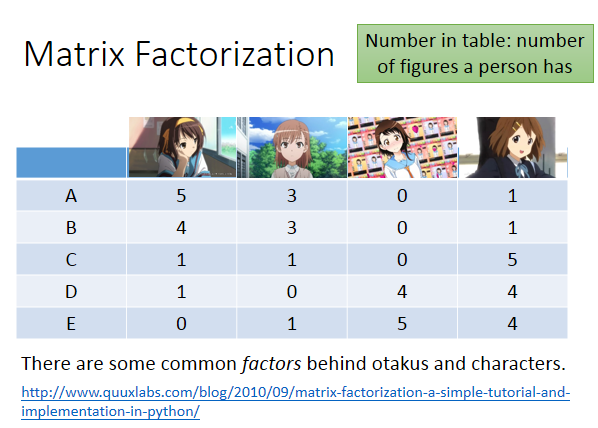 Matrix Factorization
Number in table: number
of figures a person has
A 5 3 0 1
B 4 3 0 1
C 1 1 0 5
D 1 0 4 4
E 0 1 5 4
There are some common factors behind otakus and characters.
http://www.quuxlabs.com/blog/2010/09/matrix-factorization-a-simple-tutorial-and-
implementation-in-python/